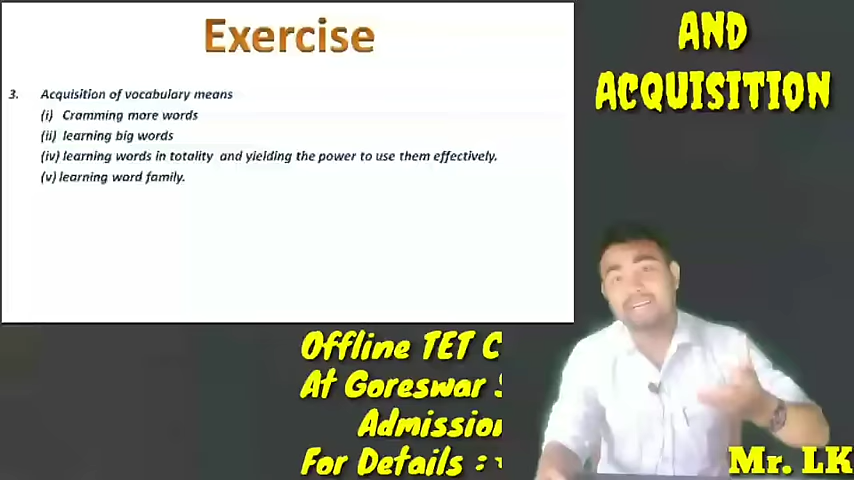 Exercise
3. Acquisition of vocabulary means
(i) Cramming more words
(ii) learning big words
(iv) learning words in totality and yielding the power to use them effectively.
(v) learning word family.
AND
ACQUISITION
Offline TET C
At Goreswar
Admission
For Details :
Mr. LK